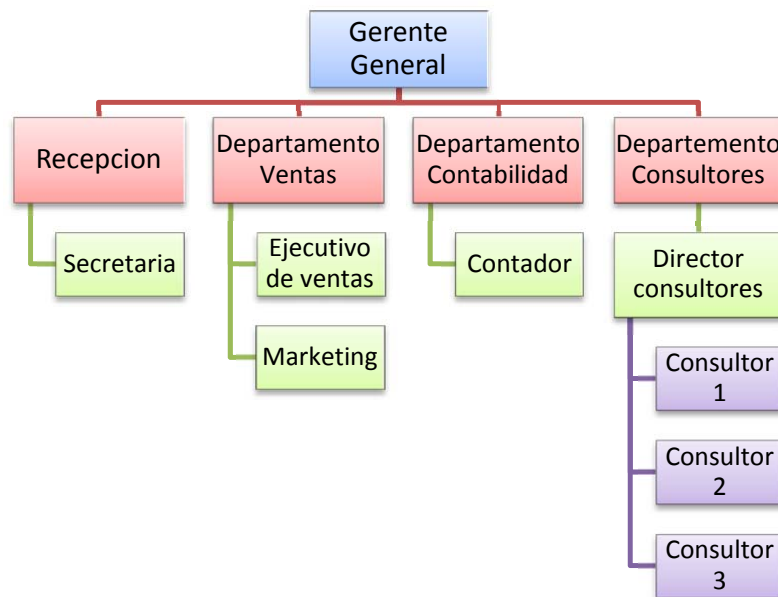 Gerente
General
Recepcion
Departamento
Ventas
Departamento
Contabilidad
Departemento
Consultores
Secretaria
Ejecutivo
de ventas
Marketing
Contador
Director
consultores
Consultor
1
Consultor
2
Consultor
3